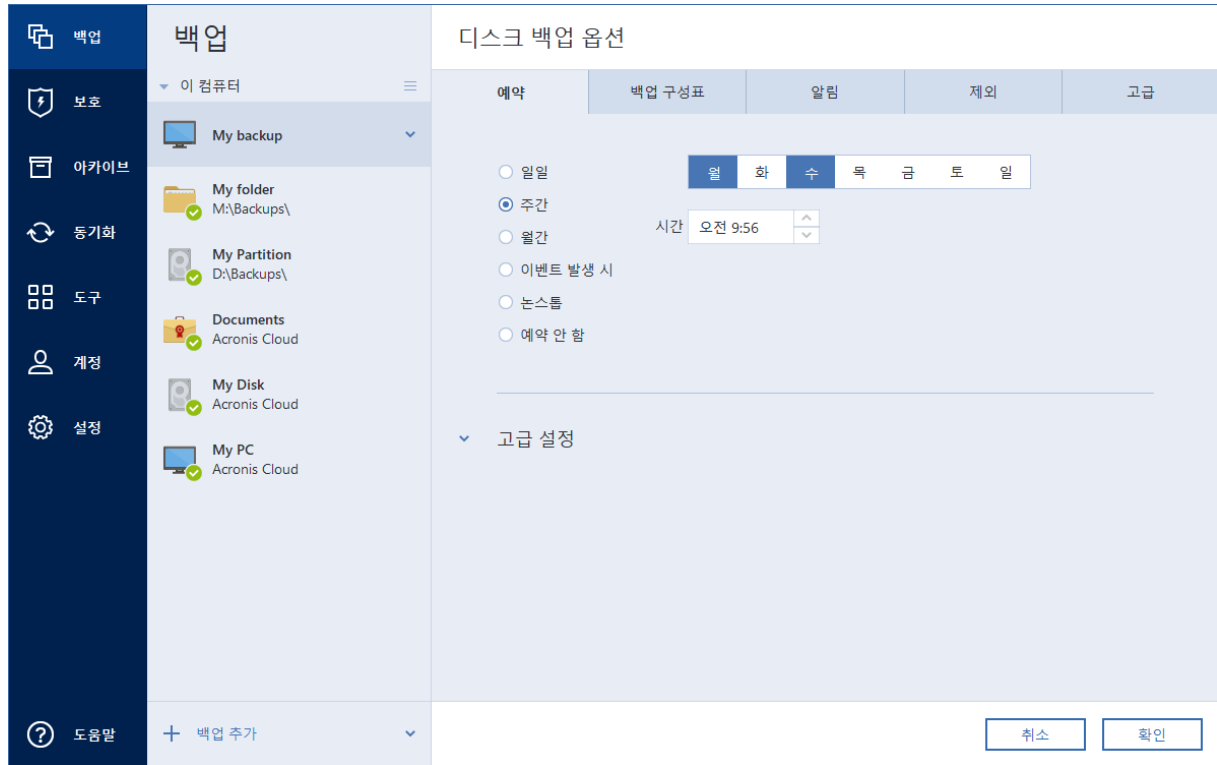 백업
보호
아카이브
동기화
도구
계정
설정
도움말
백업
이 컴퓨터
My backup
My folder
M:\Backups\
My Partition
D:\Backups\
Documents
Acronis Cloud
My Disk
Acronis Cloud
My PC
Acronis Cloud
백업 추가
디스크 백업 옵션
예약 백업 구성표 알림 제외 고급
일일
주간
월간
이벤트 발생 시
논스톱
예약 안 함
월 화 수 목 금 토 일
시간 오전 9:56
고급 설정
취소 확인